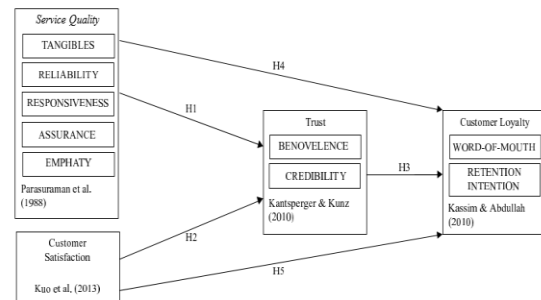 Service Quality
TANGIBLES
RELIABILITY
RESPONSIVENESS
ASSURANCE
EMPHATY
Parasuraman et al.
(1988)
Customer
Satisfaction
Kuo et al, (2013)
H4
H1
H2
H5
Trust
BENOVELENCE
CREDIBILITY
Kantsperger & Kunz
(2010)
H3
Customer Loyalty
WORD-OF-MOUTH
RETENTION
INTENTION
Kassim & Abdullah
(2010)